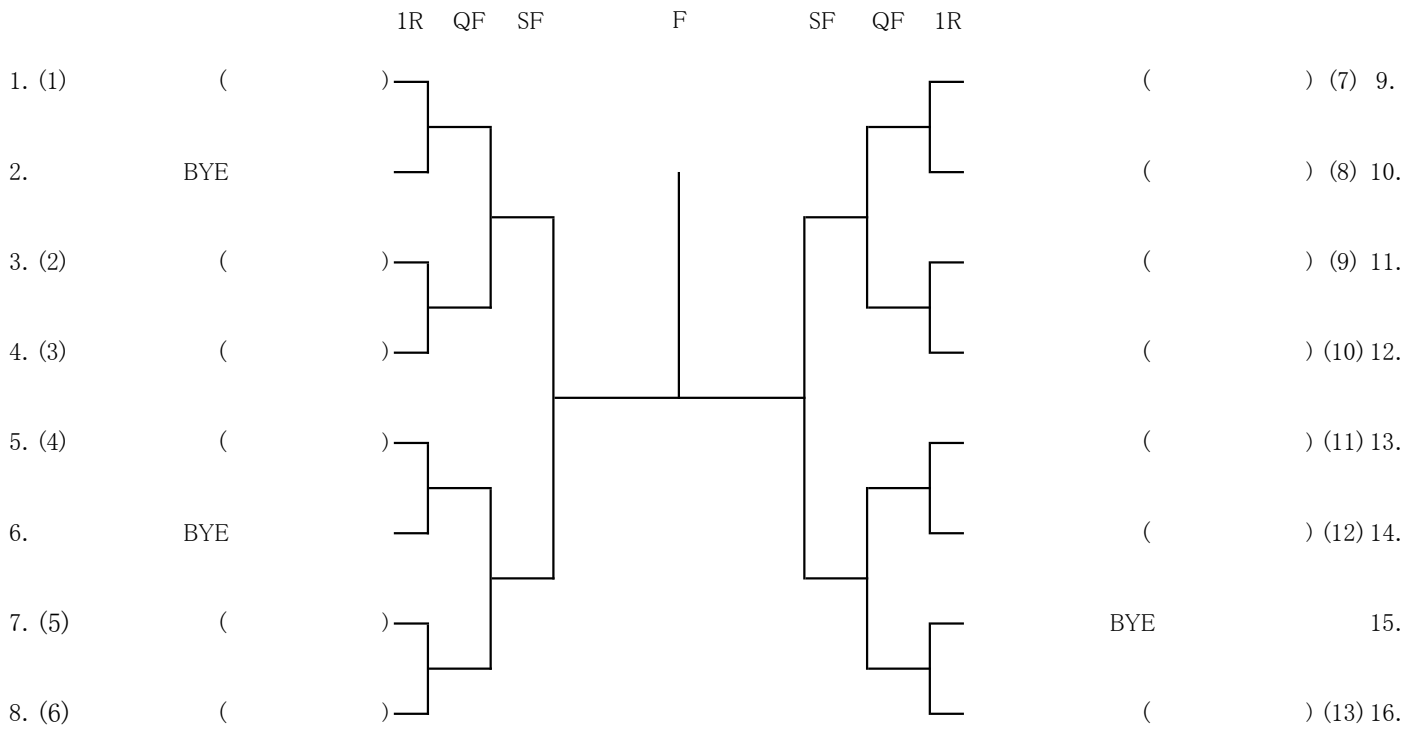 1R QF SF F SF QF 1R
1. (1) ( ) ( ) (7) 9.
2. BYE ( ) (8) 10.
3. (2) ( ) ( ) (9) 11.
4. (3) ( ) ( ) (10) 12.
5. (4) ( ) ( ) (11) 13.
6. BYE ( ) (12) 14.
7. (5) ( ) BYE 15.
8. (6) ( ) ( ) (13) 16.